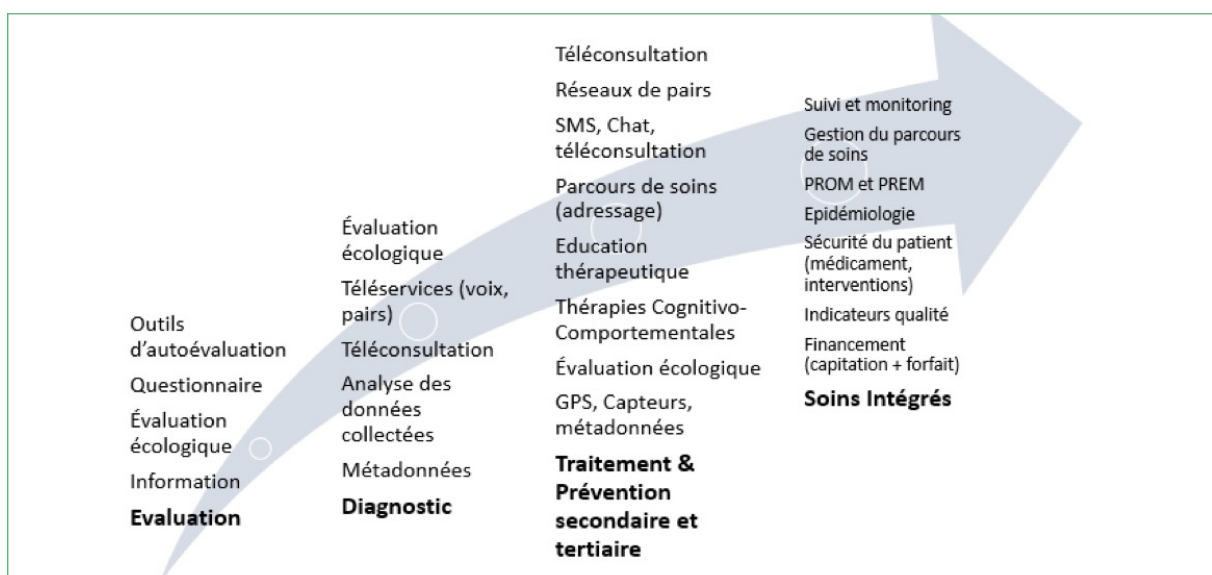 Outils
d'autoévaluation
Questionnaire
Évaluation
écologique
Information
Evaluation
Évaluation
écologique
Téléservices (voix,
pairs)
Téléconsultation
Analyse des
données
collectées
Métadonnées
Diagnostic
Téléconsultation
Réseaux de pairs
SMS, Chat,
téléconsultation
Parcours de soins
(adressage)
Education
thérapeutique
Thérapies Cognitivo-
Comportementales
Évaluation écologique
GPS, Capteurs,
métadonnées
Traitement &
Prévention
secondaire et
tertiaire
Suivi et monitoring
Gestion du parcours
de soins
PROM et PREM
Epidémiologie
Sécurité du patient
(médicament,
interventions)
Indicateurs qualité
Financement
(capitation + forfait)
Soins Intégrés